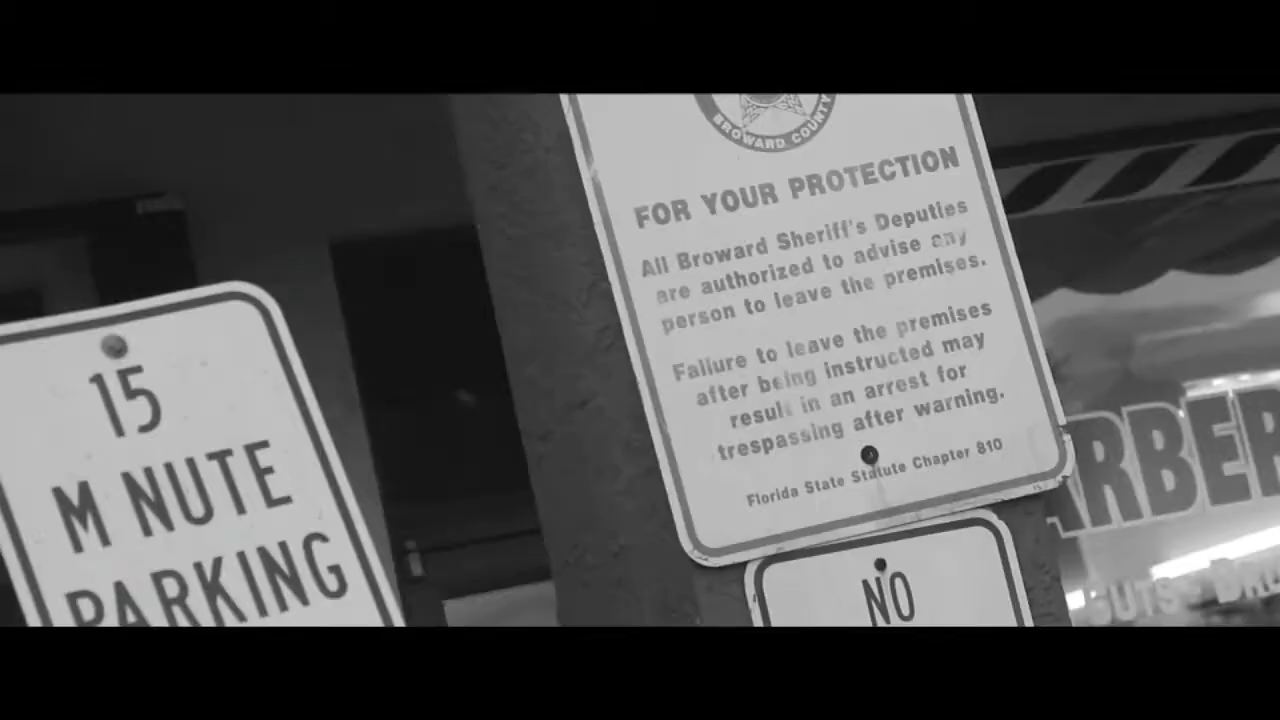 BROWARD COUNTY
FOR YOUR PROTECTION
All Broward Sheriff's Deputies
are authorized to advise any
person to leave the premises.
Failure to leave the premises
after being instructed may
result in an arrest for
trespassing after warning.
Florida State Statute Chapter 810
NO
15
M NUTE
PARKING
ARBER
CUTS